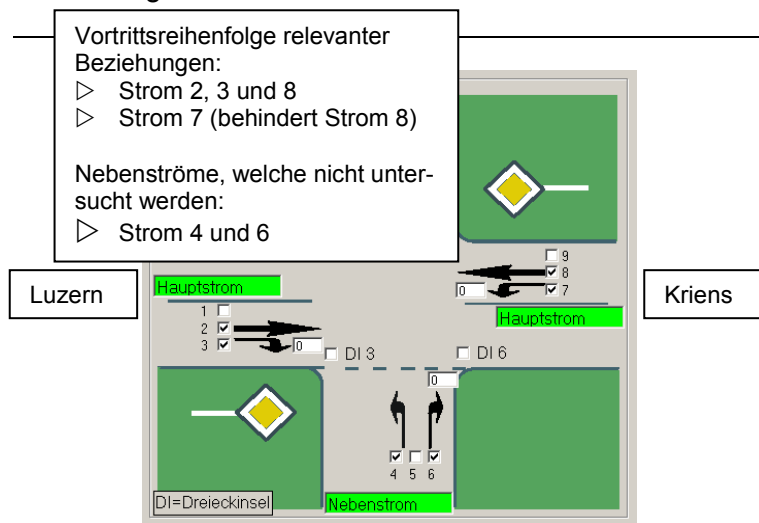 Vortrittsreihenfolge relevanter
Beziehungen:
▷ Strom 2, 3 und 8
▷ Strom 7 (behindert Strom 8)
Nebenströme, welche nicht unter-
sucht werden:
▷ Strom 4 und 6
Luzern
Hauptstrom
1
2
3
0
DI 3
9
8
7
0
Hauptstrom
Kriens
DI 6
0
4 5 6
DI=Dreieckinsel
Nebenstrom